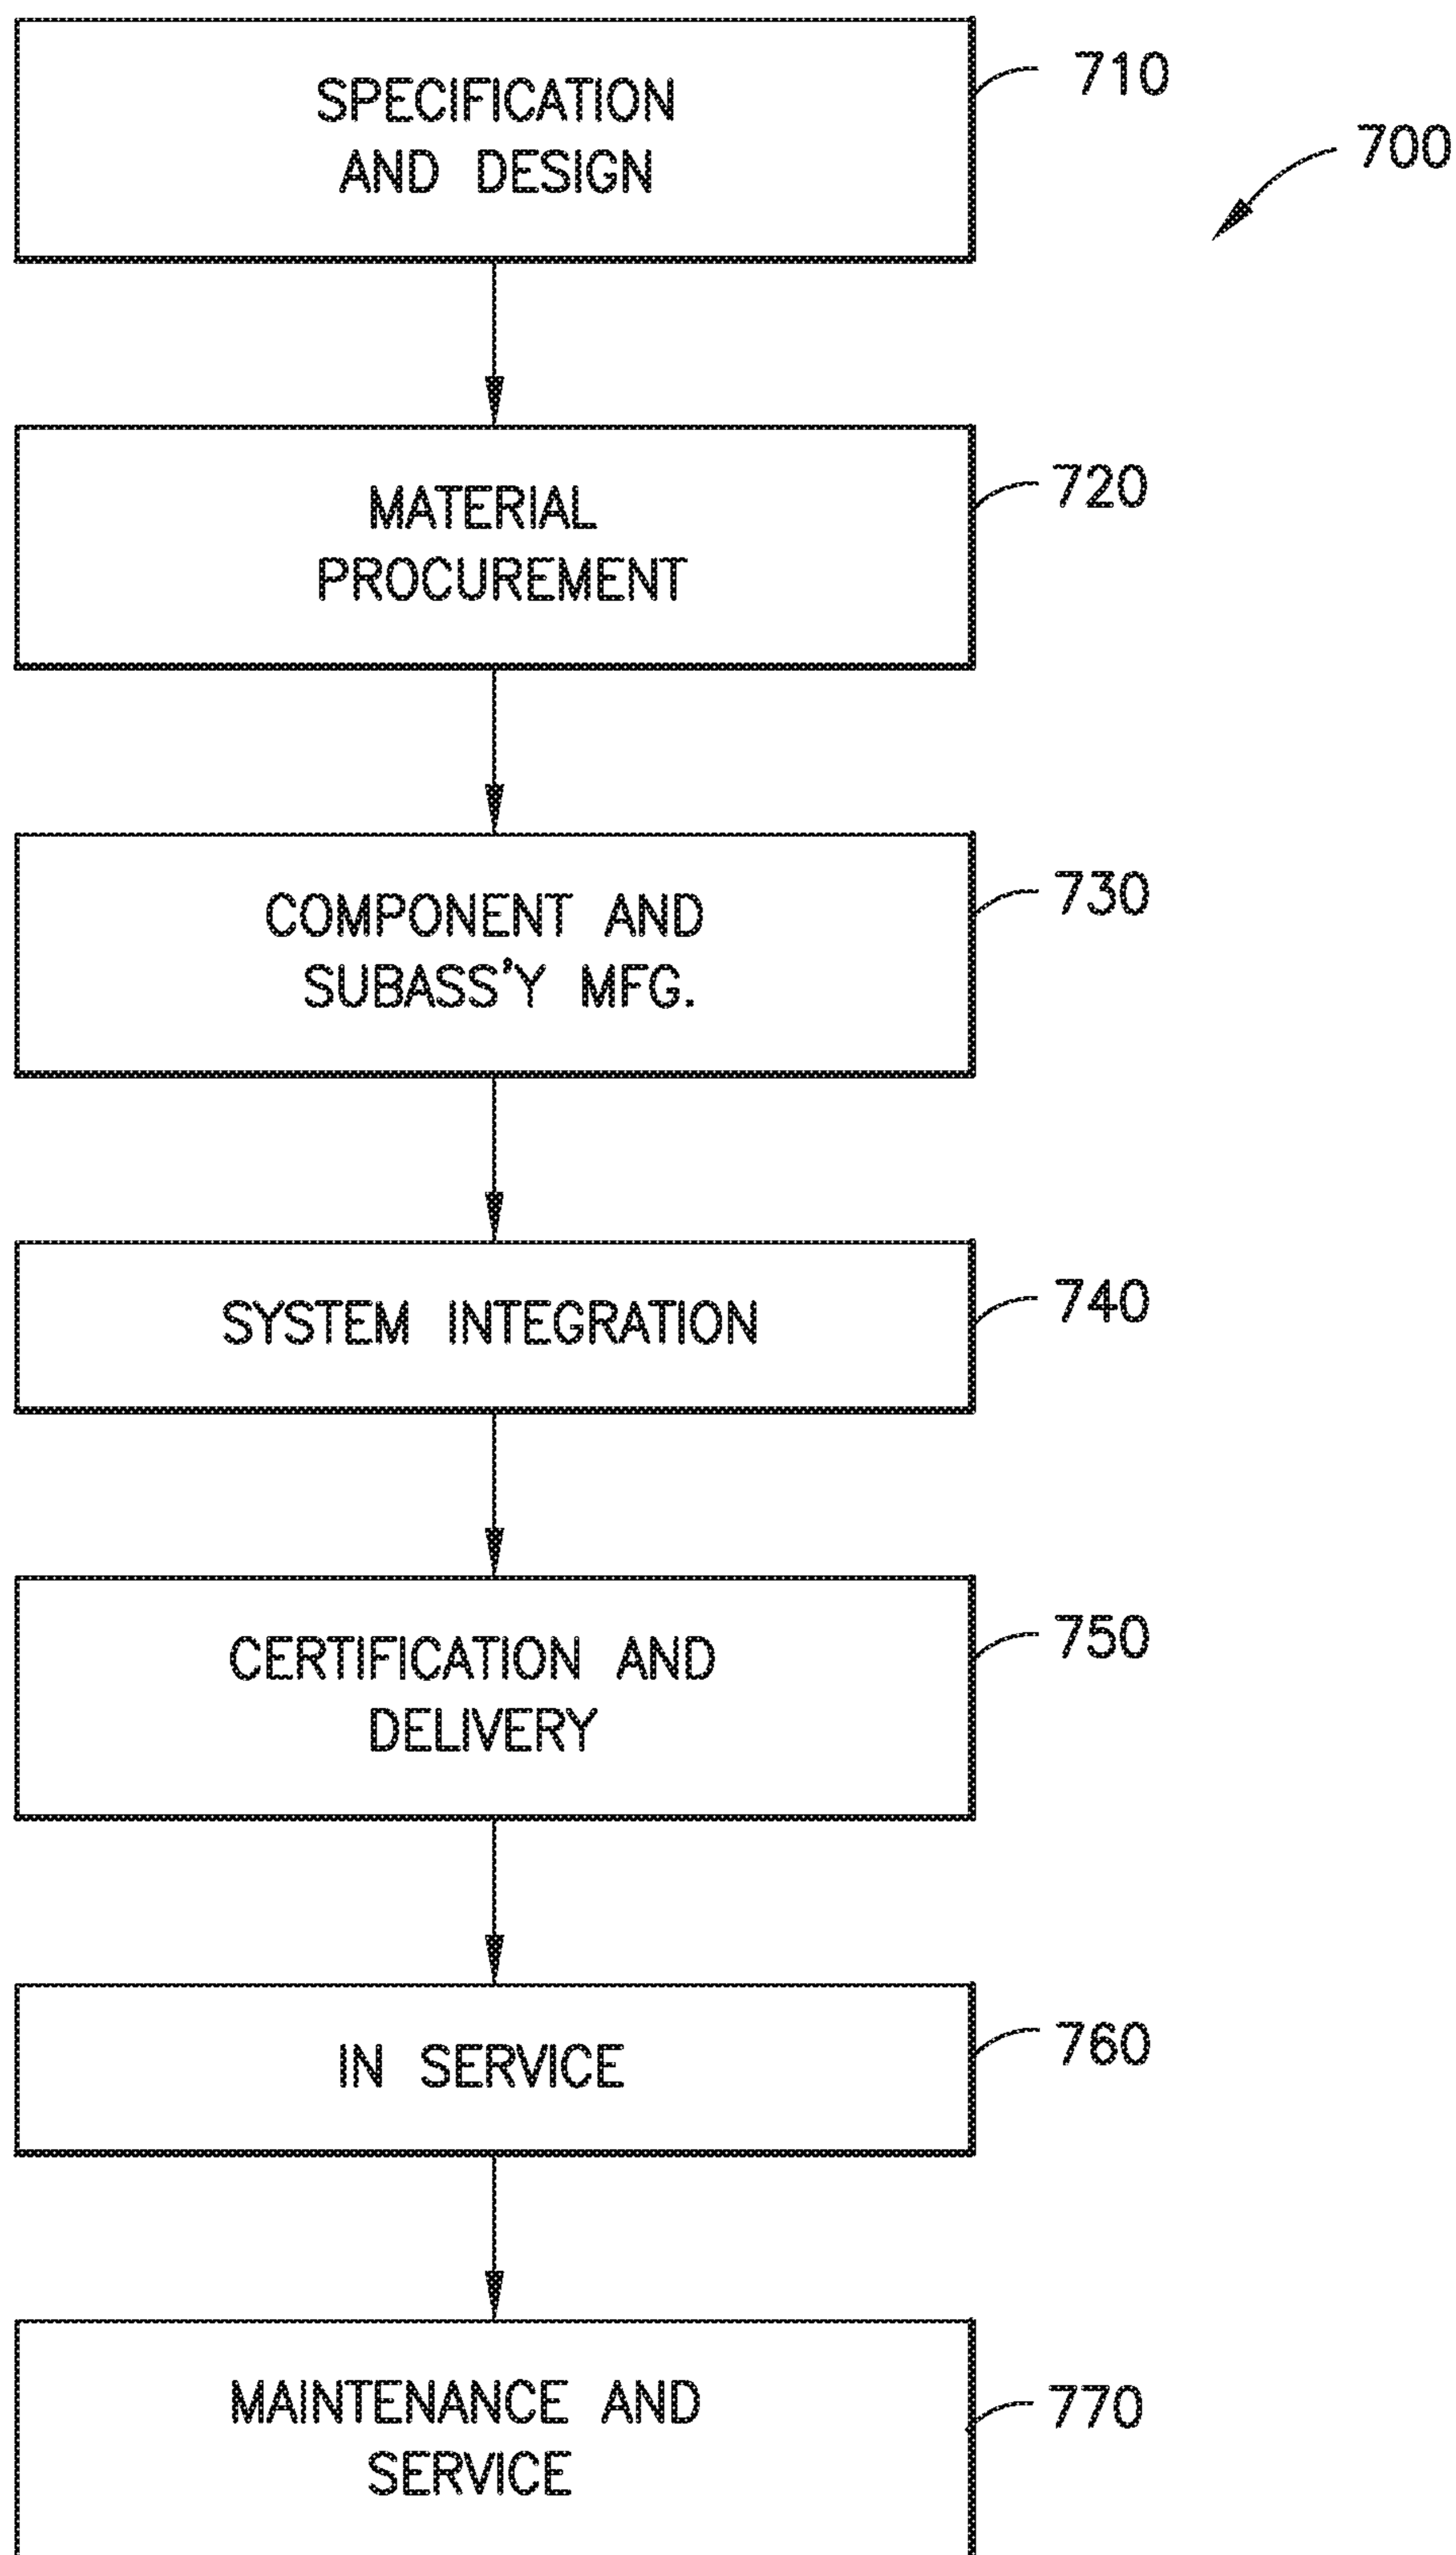 SPECIFICATION
AND DESIGN
710
700
MATERIAL
PROCUREMENT
720
COMPONENT AND
SUBASS'Y MFG.
730
SYSTEM INTEGRATION
740
CERTIFICATION AND
DELIVERY
750
IN SERVICE
760
MAINTENANCE AND
SERVICE
770